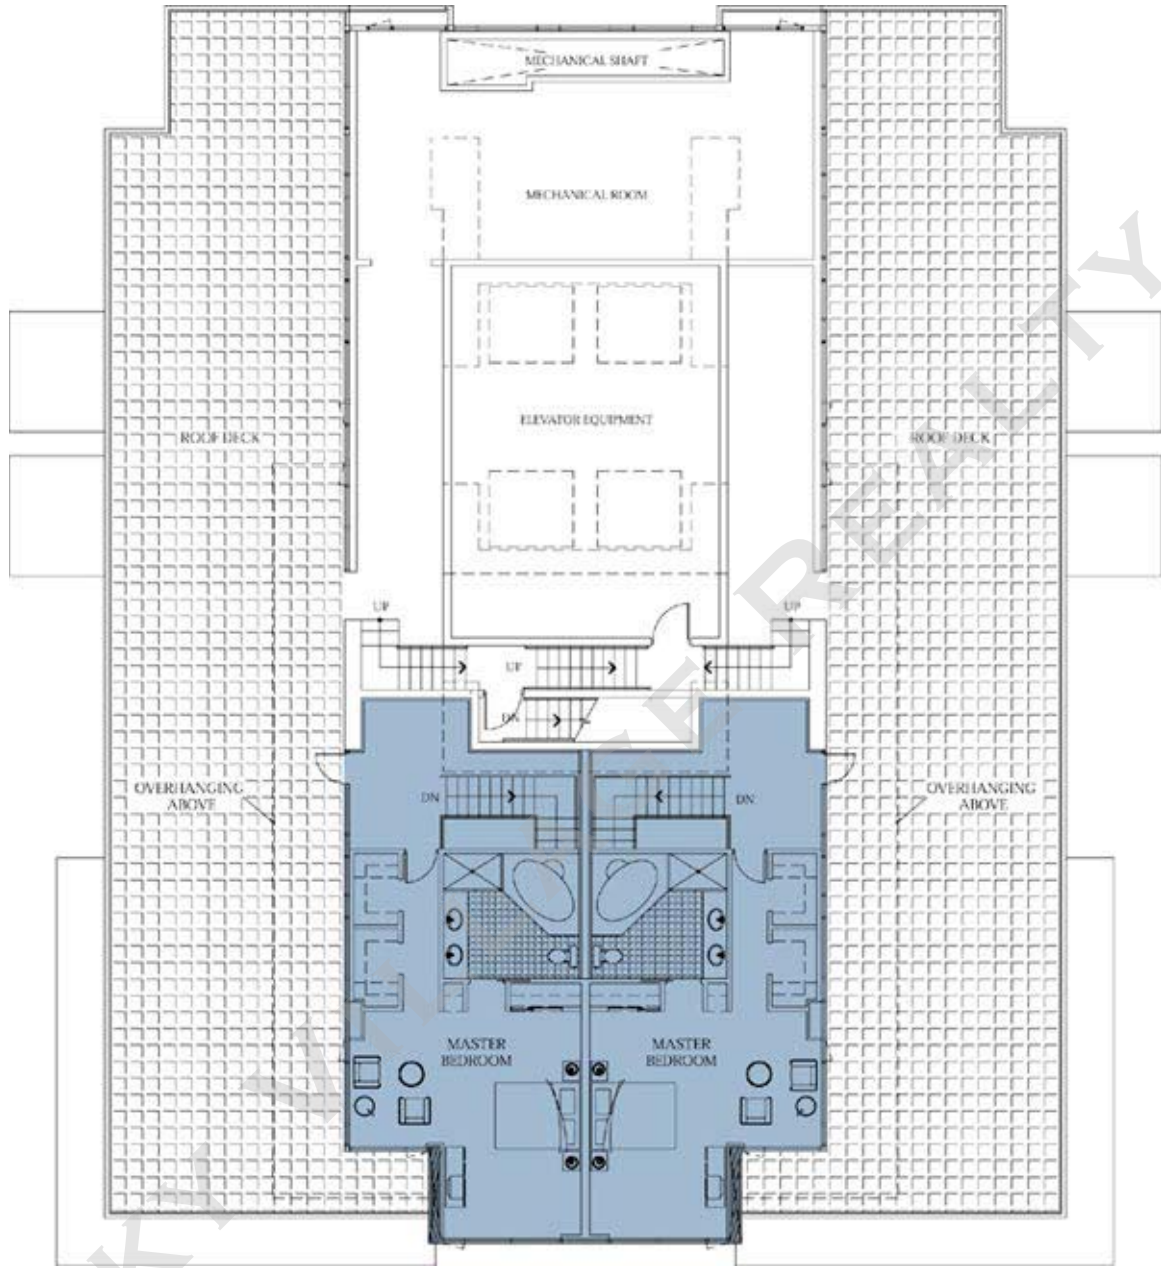 MECHANICAL SHAFT
MECHANICAL ROOM
ELEVATOR EQUIPMENT
ROOF DECK
ROOF DECK
UP
UP
UP
DN
OVERHANGING
ABOVE
DN
DN
OVERHANGING
ABOVE
MASTER
BEDROOM
MASTER
BEDROOM
REALTY